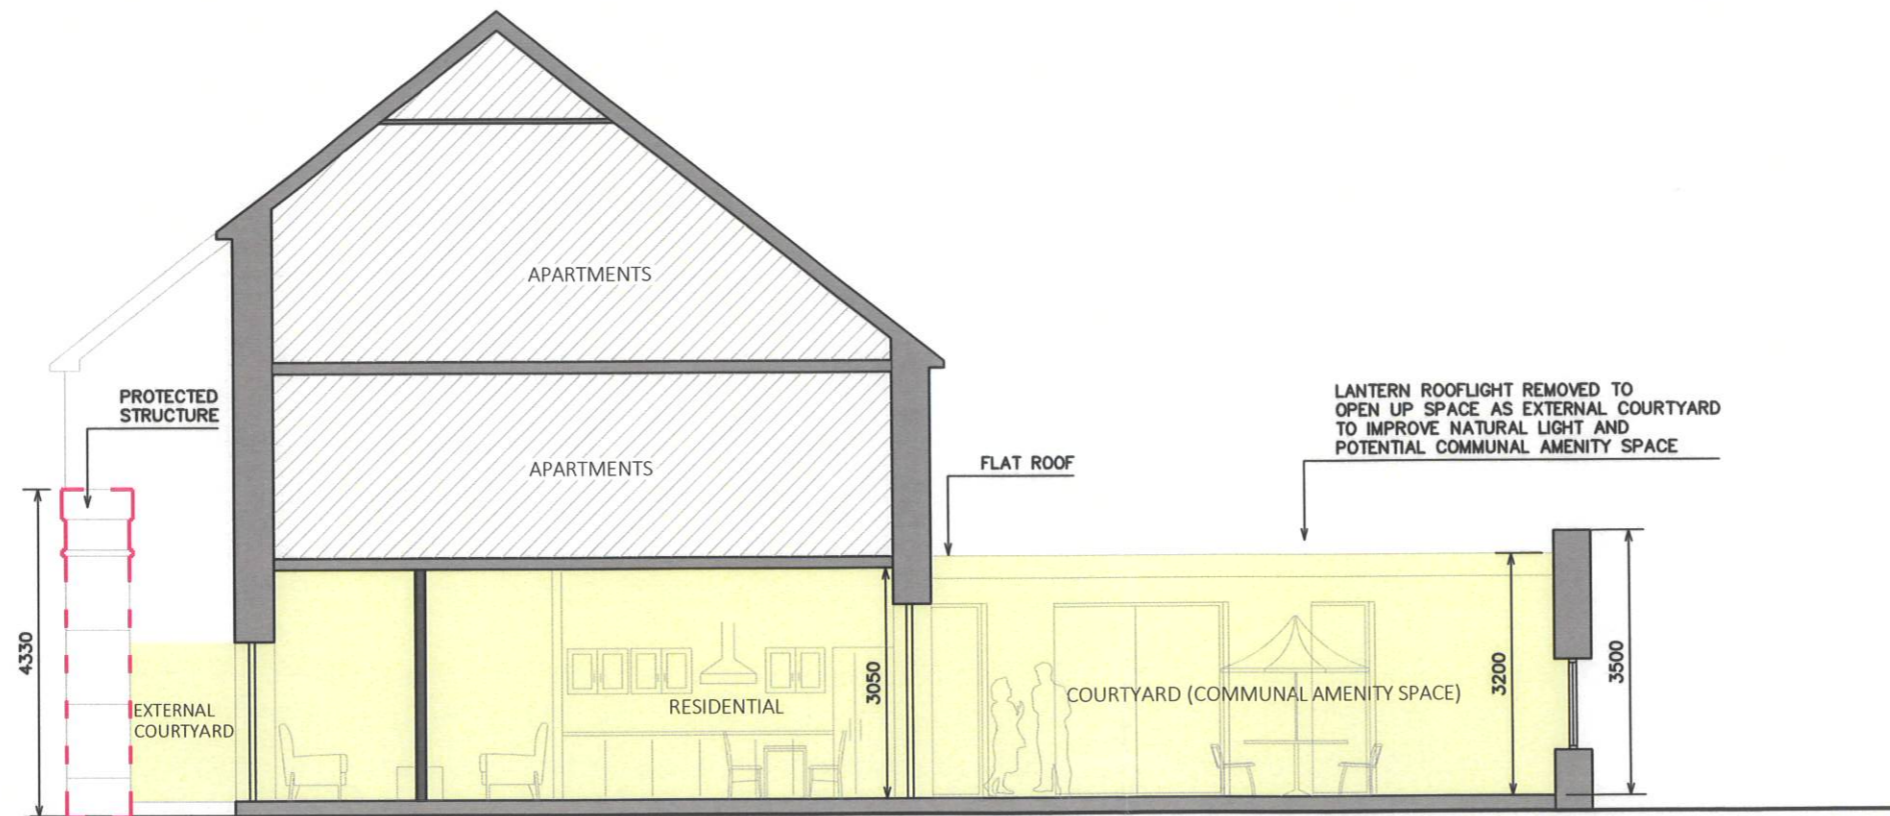 APARTMENTS
PROTECTED
STRUCTURE
LANTERN ROOFLIGHT REMOVED TO
OPEN UP SPACE AS EXTERNAL COURTYARD
TO IMPROVE NATURAL LIGHT AND
POTENTIAL COMMUNAL AMENITY SPACE
APARTMENTS
FLAT ROOF
4330
EXTERNAL
COURTYARD
RESIDENTIAL
3050
COURTYARD (COMMUNAL AMENITY SPACE)
3200
3500